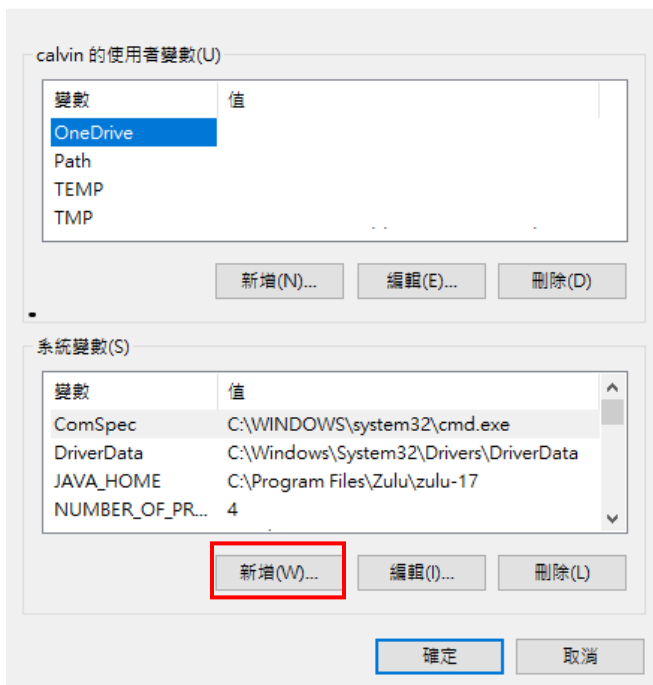 calvin 的使用者變數(U)
變數 值
OneDrive
Path
TEMP
TMP
新增(N)... 編輯(E)... 刪除(D)
系統變數(S)
變數 值
ComSpec C:\WINDOWS\system32\cmd.exe
DriverData C:\Windows\System32\Drivers\DriverData
JAVA_HOME C:\Program Files\Zulu\zulu-17
NUMBER_OF_PR... 4
新增(W)... 編輯(I)... 刪除(L)
確定 取消